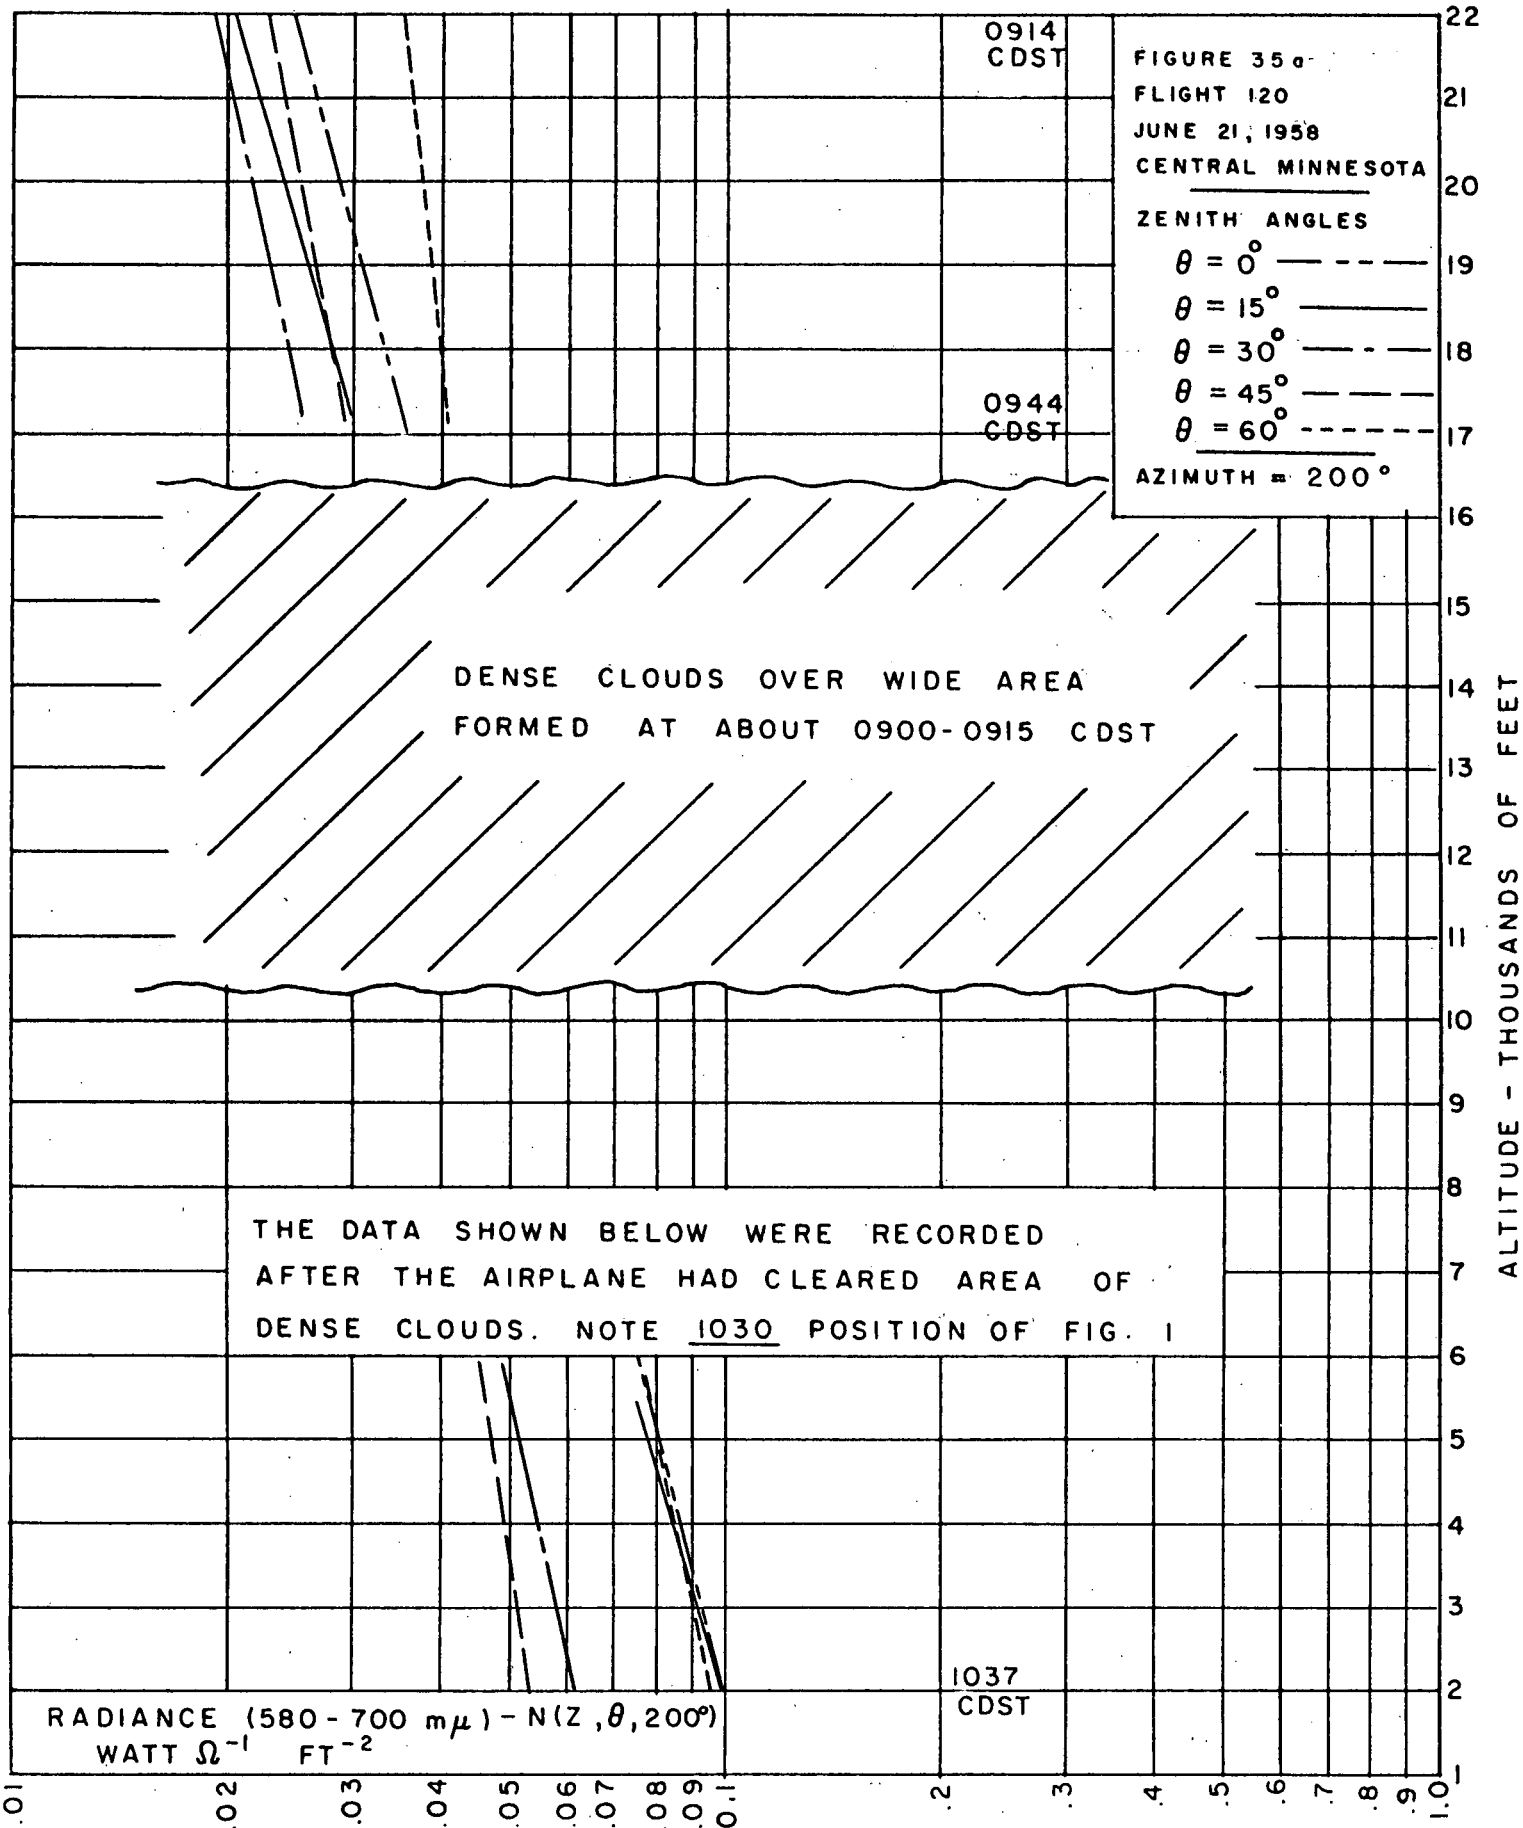 0914
CDST
FIGURE 35a
FLIGHT 120
JUNE 21, 1958
CENTRAL MINNESOTA
ZENITH ANGLES
θ = 0°
θ = 15°
θ = 30°
θ = 45°
θ = 60°
AZIMUTH = 200°
0944
CDST
DENSE CLOUDS OVER WIDE AREA
FORMED AT ABOUT 0900-0915 CDST
THE DATA SHOWN BELOW WERE RECORDED
AFTER THE AIRPLANE HAD CLEARED AREA OF
DENSE CLOUDS. NOTE 1030 POSITION OF FIG. 1
1037
CDST
RADIANCE (580-700 mμ) - N(Z,θ,200°)
WATT Ω⁻¹ FT⁻²
22
21
20
19
18
17
16
15
14
13
12
11
10
9
8
7
6
5
4
3
2
1
ALTITUDE - THOUSANDS OF FEET
.01 .02 .03 .04 .05 .06 .07 .08 .09 0.1 .2 .3 .4 .5 .6 .7 .8 .9 1.0